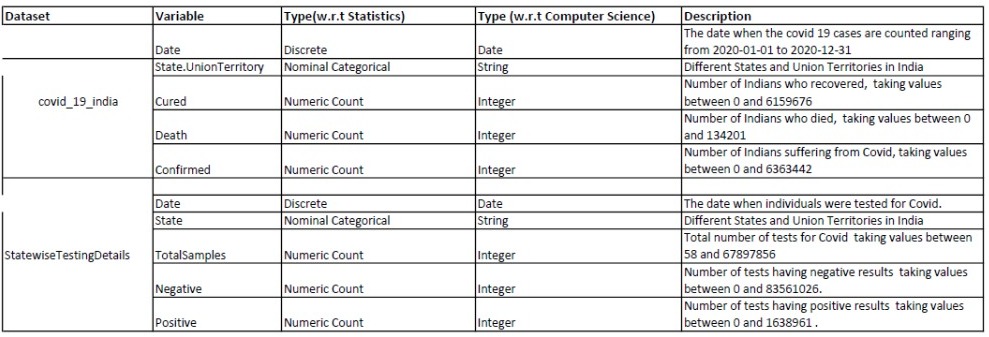 Dataset Variable Type(w.r.t Statistics) Type (w.r.t Computer Science) Description
The date when the covid 19 cases are counted ranging
Date Discrete Date from 2020-01-01 to 2020-12-31
State.UnionTerritory Nominal Categorical String Different States and Union Territories in India
Number of Indians who recovered, taking values
covid_19_india Cured Numeric Count Integer between 0 and 6159676
Number of Indians who died, taking values between 0
Death Numeric Count Integer and 134201
Number of Indians suffering from Covid, taking values
Confirmed Numeric Count Integer between 0 and 6363442
Date Discrete Date The date when individuals were tested for Covid.
State Nominal Categorical String Different States and Union Territories in India
Total number of tests for Covid taking values between
StatewiseTestingDetails TotalSamples Numeric Count Integer 58 and 67897856
Number of tests having negative results taking values
Negative Numeric Count Integer between 0 and 83561026.
Number of tests having positive results taking values
Positive Numeric Count Integer between 0 and 1638961 .